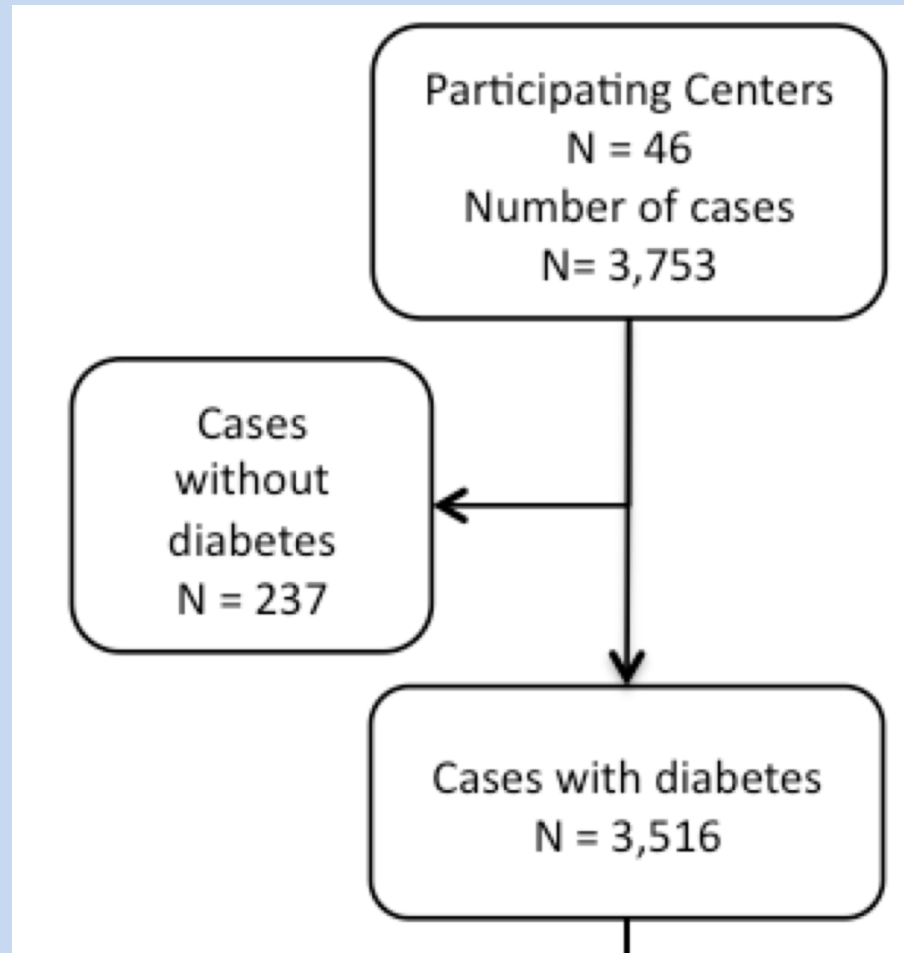 Participating Centers
N = 46
Number of cases
N= 3,753
Cases
without
diabetes
N = 237
Cases with diabetes
N = 3,516